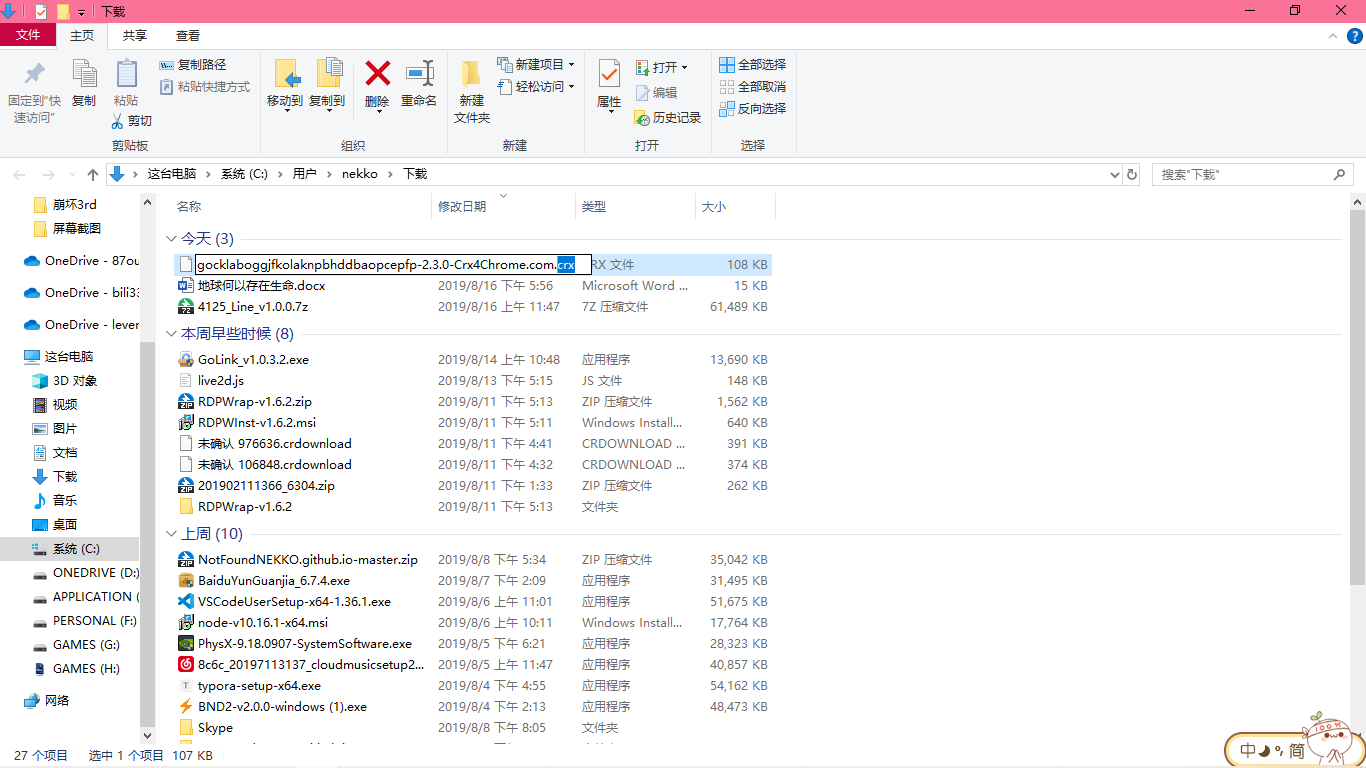 下载
文件 主页 共享 查看
固定到"快速访问"
复制
粘贴
复制路径
粘贴快捷方式
剪切
剪贴板
移动到
复制到
删除
重命名
组织
新建文件夹
新建项目
轻松访问
新建
属性
打开
编辑
历史记录
打开
全部选择
全部取消
反向选择
选择
这台电脑 系统 (C:) 用户 nekko 下载
搜索"下载"
崩坏3rd
屏幕截图
OneDrive - 87ou
OneDrive - bili33
OneDrive - lever
这台电脑
3D 对象
视频
图片
文档
下载
音乐
桌面
系统 (C:)
ONEDRIVE (D:)
APPLICATION (
PERSONAL (F:)
GAMES (G:)
GAMES (H:)
网络
名称 修改日期 类型 大小
今天 (3)
gocklaboggjfkolaknpbhddbaopcepfp-2.3.0-Crx4Chrome.com.crx RX 文件 108 KB
地球何以存在生命.docx 2019/8/16 下午 5:56 Microsoft Word ... 15 KB
4125_Line_v1.0.0.7z 2019/8/16 上午 11:47 7Z 压缩文件 61,489 KB
本周早些时候 (8)
GoLink_v1.0.3.2.exe 2019/8/14 上午 10:48 应用程序 13,690 KB
live2d.js 2019/8/13 下午 5:15 JS 文件 148 KB
RDPWrap-v1.6.2.zip 2019/8/11 下午 5:13 ZIP 压缩文件 1,562 KB
RDPWInst-v1.6.2.msi 2019/8/11 下午 5:11 Windows Install... 640 KB
未确认 976636.crdownload 2019/8/11 下午 4:41 CRDOWNLOAD ... 391 KB
未确认 106848.crdownload 2019/8/11 下午 4:32 CRDOWNLOAD ... 374 KB
201902111366_6304.zip 2019/8/11 下午 1:33 ZIP 压缩文件 262 KB
RDPWrap-v1.6.2 2019/8/11 下午 5:13 文件夹
上周 (10)
NotFoundNEKKO.github.io-master.zip 2019/8/8 下午 5:34 ZIP 压缩文件 35,042 KB
BaiduYunGuanjia_6.7.4.exe 2019/8/7 下午 2:09 应用程序 31,495 KB
VSCodeUserSetup-x64-1.36.1.exe 2019/8/6 上午 11:01 应用程序 51,675 KB
node-v10.16.1-x64.msi 2019/8/6 上午 10:11 Windows Install... 17,764 KB
PhysX-9.18.0907-SystemSoftware.exe 2019/8/5 下午 6:21 应用程序 28,323 KB
8c6c_20197113137_cloudmusicsetup2... 2019/8/5 上午 11:47 应用程序 40,857 KB
typora-setup-x64.exe 2019/8/4 下午 4:55 应用程序 54,162 KB
BND2-v2.0.0-windows (1).exe 2019/8/4 下午 2:13 应用程序 48,473 KB
Skype 2019/8/8 下午 8:05 文件夹
27 个项目 选中 1 个项目 107 KB
中 简
100%